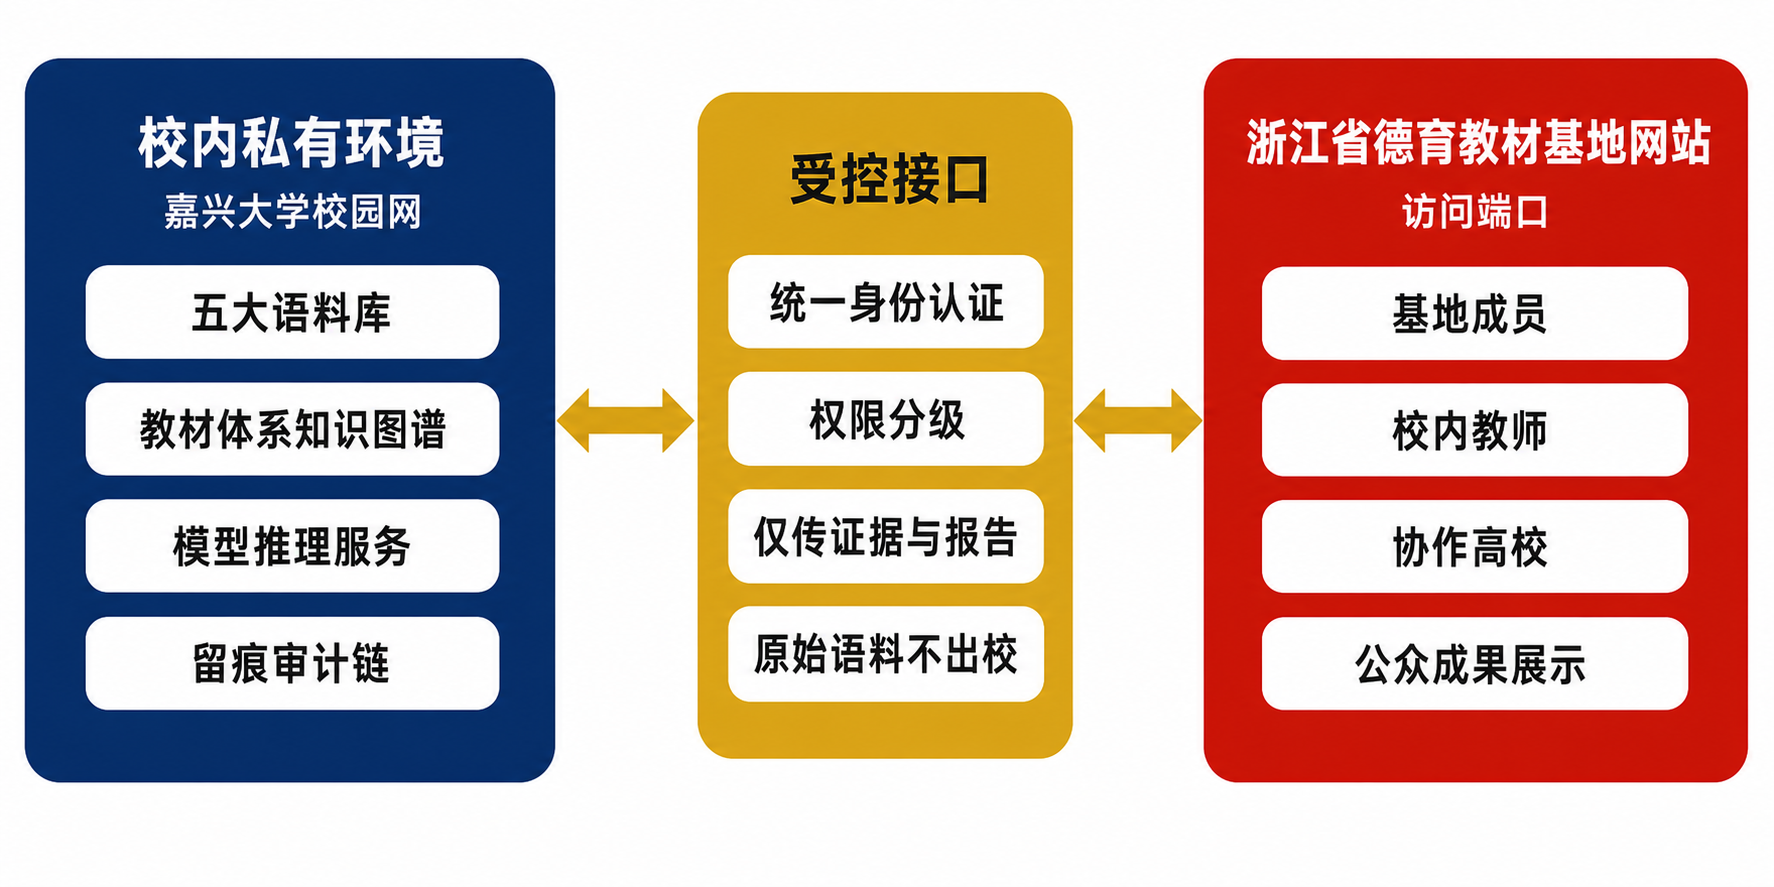 校内私有环境
嘉兴大学校园网
五大语料库
教材体系知识图谱
模型推理服务
留痕审计链
受控接口
统一身份认证
权限分级
仅传证据与报告
原始语料不出校
浙江省德育教材基地网站
访问端口
基地成员
校内教师
协作高校
公众成果展示